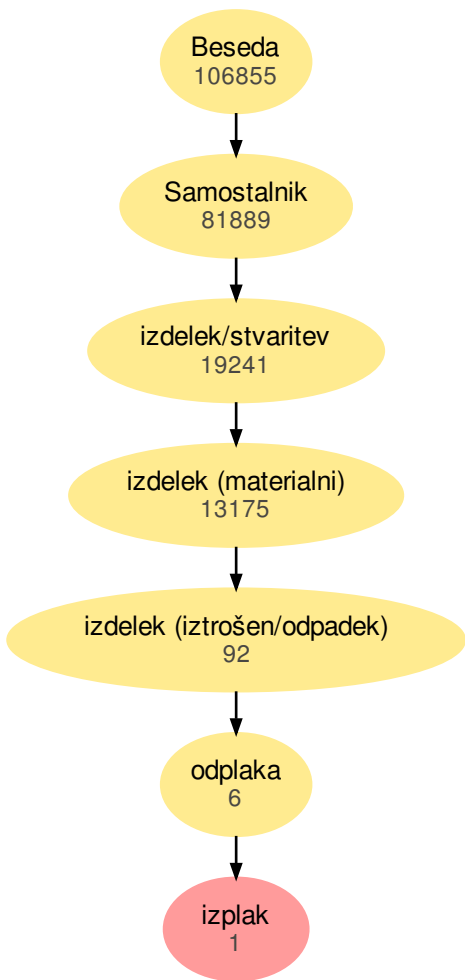 Beseda
106855
Samostalnik
81889
izdelek/stvaritev
19241
izdelek (materialni)
13175
izdelek (iztrošen/odpadek)
92
odplaka
6
izplak
1